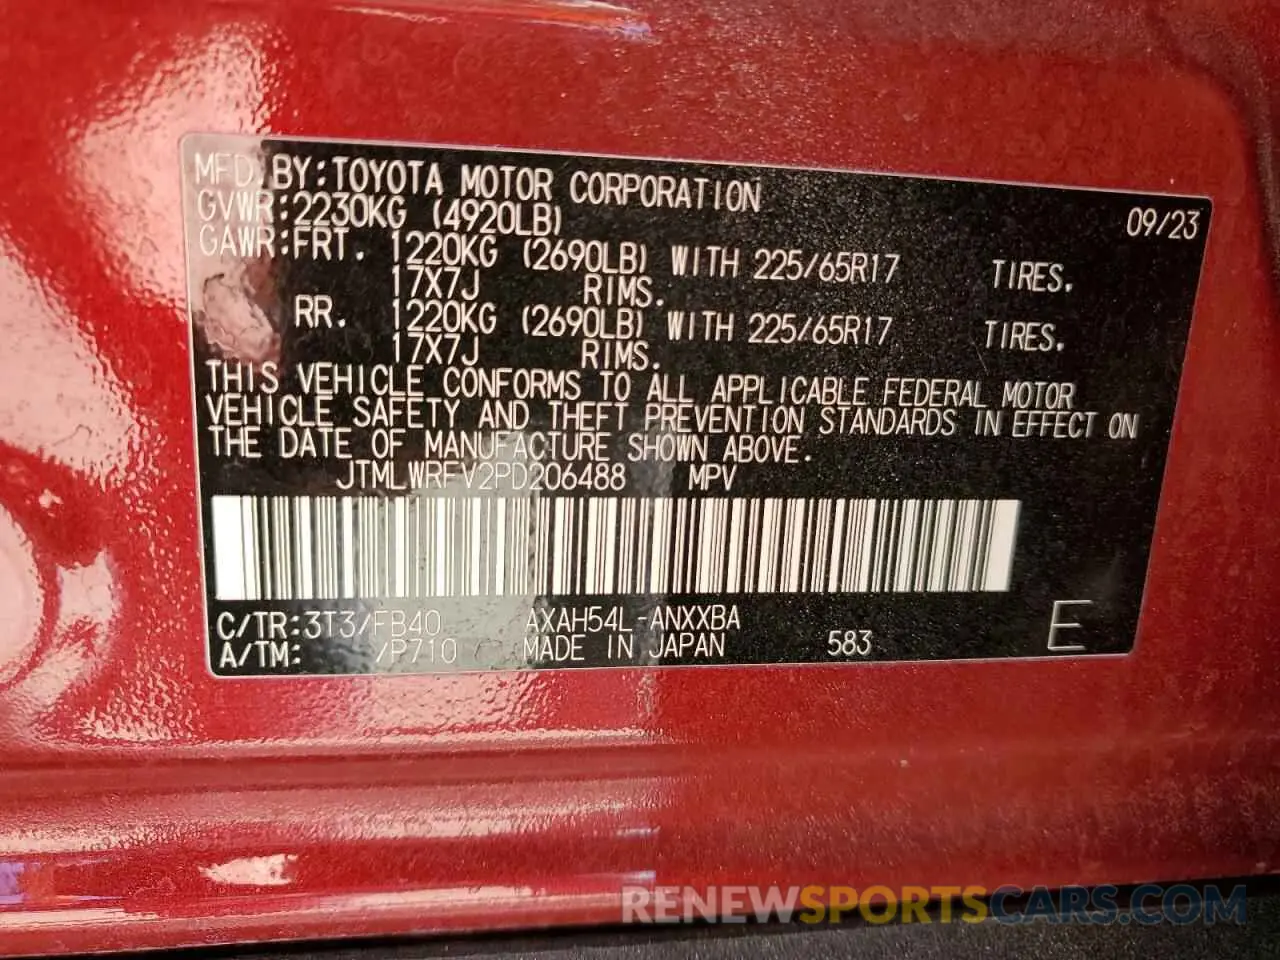 MFD. BY: TOYOTA MOTOR CORPORATION
GVWR: 2230KG (4920LB) 09/23
GAWR: FRT. 1220KG (2690LB) WITH 225/65R17 TIRES.
17X7J RIMS.
RR. 1220KG (2690LB) WITH 225/65R17 TIRES.
17X7J RIMS.
THIS VEHICLE CONFORMS TO ALL APPLICABLE FEDERAL MOTOR
VEHICLE SAFETY AND THEFT PREVENTION STANDARDS IN EFFECT ON
THE DATE OF MANUFACTURE SHOWN ABOVE.
JTMLWRFV2PD206488 MPV
C/TR: 3T3/FB40 AXAH54L-ANXXBA
A/TM: /P710 MADE IN JAPAN 583 E
RENEWSPORTSCARS.COM